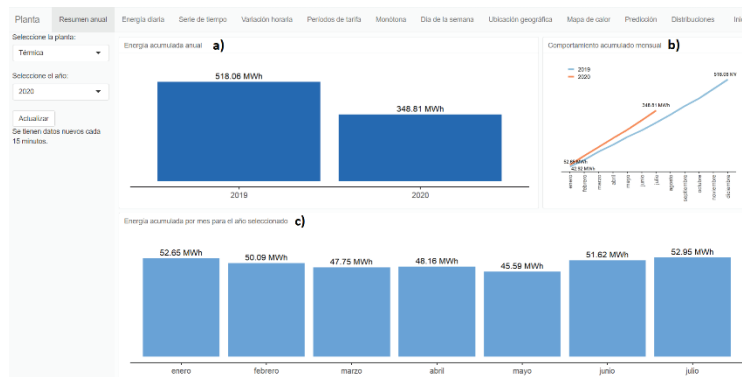 Planta Resumen anual Energía diaria Serie de tiempo Variación horaria Periodos de tarifa Monótona Dia de la semana Ubicación geográfica Mapa de calor Predicción Distribuciones
Seleccione la planta:
Térmica
Seleccione el año:
2020
Actualizar
Se tienen datos nuevos cada
15 minutos.
Energía acumulada anual a)
518.06 MWh
348.81 MWh
2019 2020
Comportamiento acumulado mensual b)
2019
2020
348.81 MWh
52.65 MWh
enero
febrero
marzo
abril
mayo
junio
julio
agosto
septiembre
octubre
noviembre
diciembre
Energía acumulada por mes para el año seleccionado c)
52.65 MWh 50.09 MWh 47.75 MWh 48.16 MWh 45.59 MWh 51.62 MWh 52.95 MWh
enero febrero marzo abril mayo junio julio